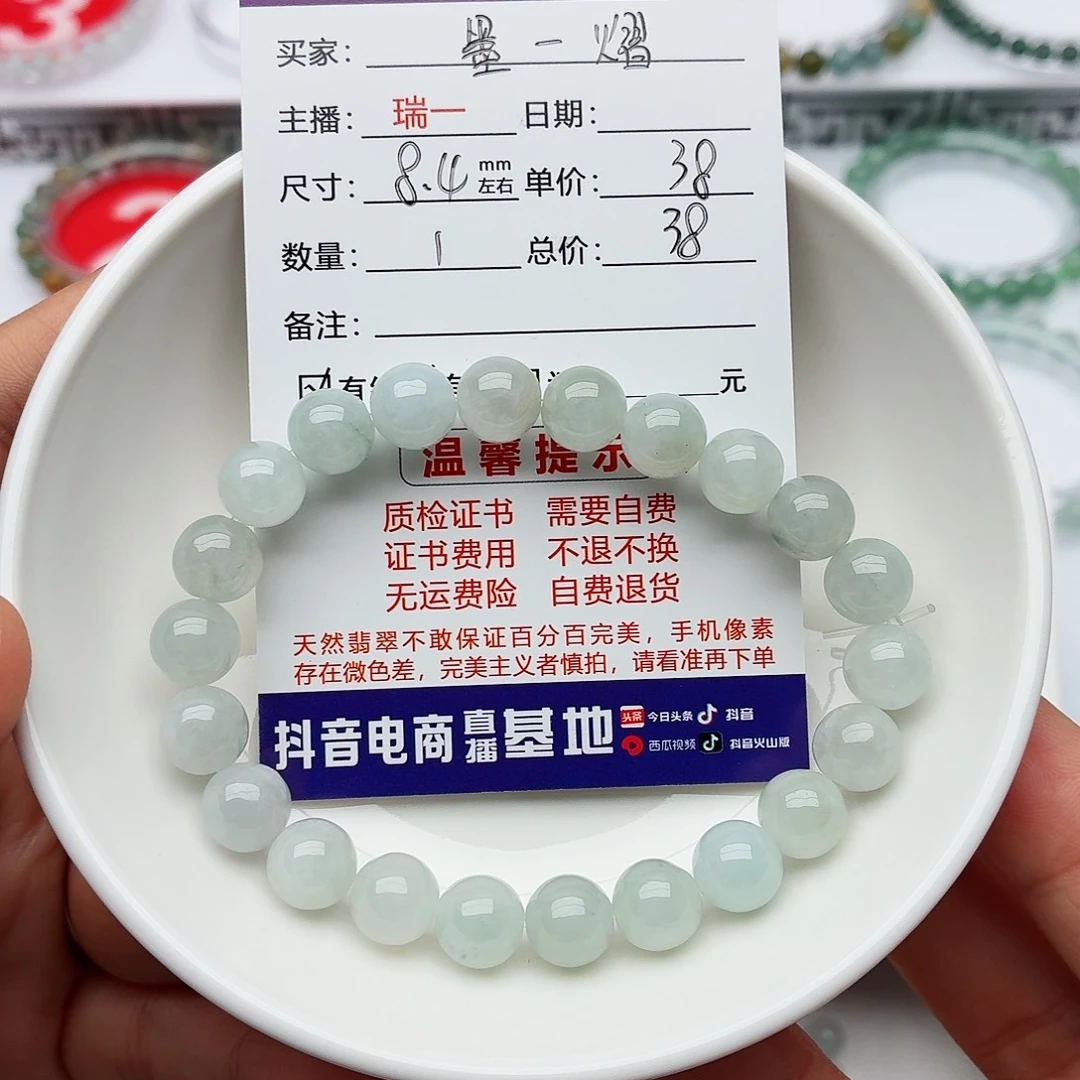 买家： 墨一熠
主播： 瑞一 日期：
尺寸： 8.4 mm左右 单价： 38
数量： 1 总价： 38
备注：
元
温馨提示
质检证书 需要自费
证书费用 不退不换
无运费险 自费退货
天然翡翠不敢保证百分百完美，手机像素
存在微色差，完美主义者慎拍，请看准再下单
抖音电商直播基地 头条 今日头条 抖音
西瓜视频 抖音火山版